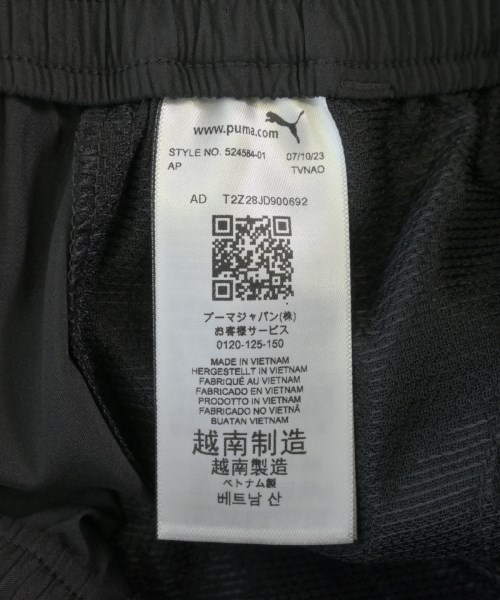 www.puma.com
STYLE NO. 524584-01 07/10/23
AP TVNAO
AD T2Z28JD900692
プーマジャパン(株)
お客様サービス
0120-125-150
MADE IN VIETNAM
HERGESTELLT IN VIETNAM
FABRIQUÉ AU VIETNAM
FABRICADO EN VIETNAM
PRODOTTO IN VIETNAM
FABRICADO NO VIETNÃ
BUATAN VIETNAM
越南制造
越南製造
ベトナム製
베트남 산